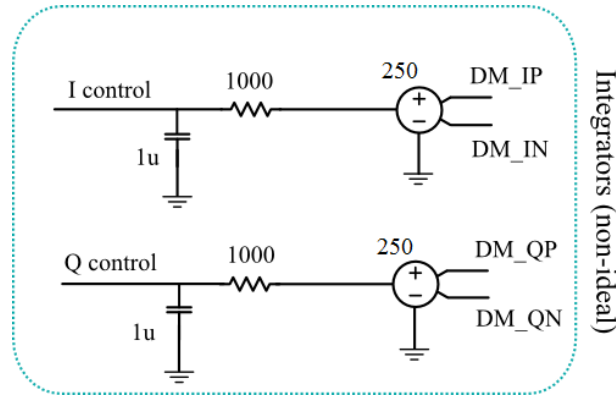 I control
1000
250
DM_IP
DM_IN
1u
+
−
Q control
1000
250
DM_QP
DM_QN
1u
+
−
Integrators (non-ideal)